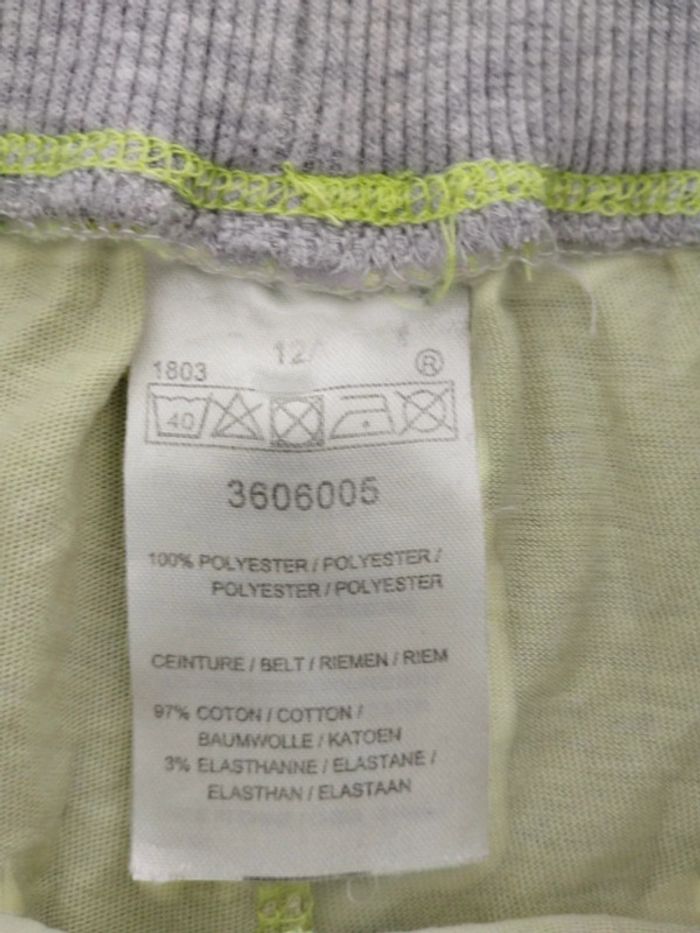 12/
1803 ®
40
3606005
100% POLYESTER / POLYESTER /
POLYESTER / POLYESTER
CEINTURE / BELT / RIEMEN / RIEM
97% COTON / COTTON /
BAUMWOLLE / KATOEN
3% ELASTHANNE / ELASTANE /
ELASTHAN / ELASTAAN